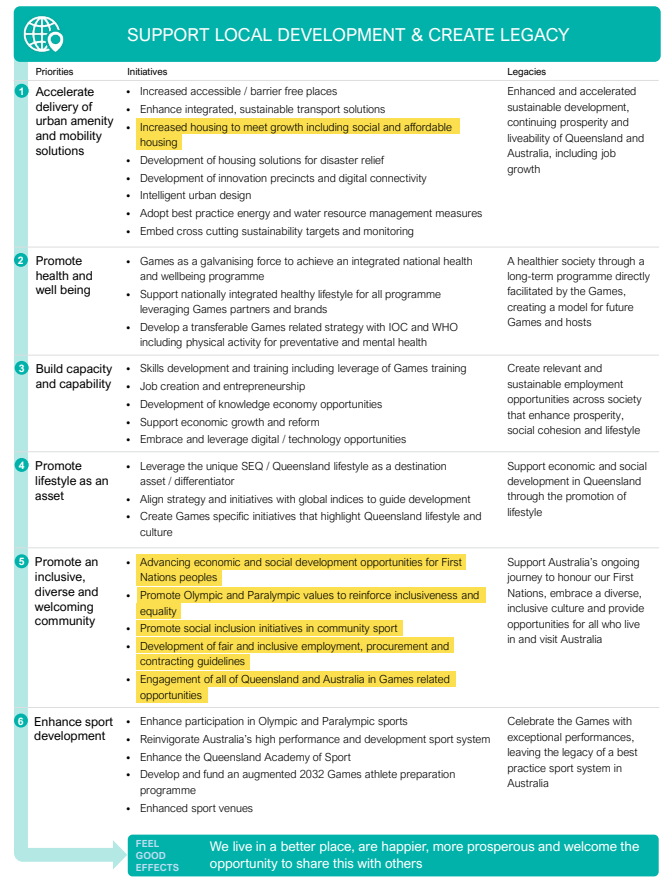 SUPPORT LOCAL DEVELOPMENT & CREATE LEGACY
Priorities
Initiatives
Legacies
1
Accelerate
delivery of
urban amenity
and mobility
solutions
• Increased accessible / barrier free places
• Enhance integrated, sustainable transport solutions
• Increased housing to meet growth including social and affordable
housing
• Development of housing solutions for disaster relief
• Development of innovation precincts and digital connectivity
• Intelligent urban design
• Adopt best practice energy and water resource management measures
• Embed cross cutting sustainability targets and monitoring
Enhanced and accelerated
sustainable development,
continuing prosperity and
liveability of Queensland and
Australia, including job
growth
2
Promote
health and
well being
• Games as a galvanising force to achieve an integrated national health
and wellbeing programme
• Support nationally integrated healthy lifestyle for all programme
leveraging Games partners and brands
• Develop a transferable Games related strategy with IOC and WHO
including physical activity for preventative and mental health
A healthier society through a
long-term programme directly
facilitated by the Games,
creating a model for future
Games and hosts
3
Build capacity
and capability
• Skills development and training including leverage of Games training
• Job creation and entrepreneurship
• Development of knowledge economy opportunities
• Support economic growth and reform
• Embrace and leverage digital / technology opportunities
Create relevant and
sustainable employment
opportunities across society
that enhance prosperity,
social cohesion and lifestyle
4
Promote
lifestyle as an
asset
• Leverage the unique SEQ / Queensland lifestyle as a destination
asset / differentiator
• Align strategy and initiatives with global indices to guide development
• Create Games specific initiatives that highlight Queensland lifestyle and
culture
Support economic and social
development in Queensland
through the promotion of
lifestyle
5
Promote an
inclusive,
diverse and
welcoming
community
• Advancing economic and social development opportunities for First
Nations peoples
• Promote Olympic and Paralympic values to reinforce inclusiveness and
equality
• Promote social inclusion initiatives in community sport
• Development of fair and inclusive employment, procurement and
contracting guidelines
• Engagement of all of Queensland and Australia in Games related
opportunities
Support Australia's ongoing
journey to honour our First
Nations, embrace a diverse,
inclusive culture and provide
opportunities for all who live
in and visit Australia
6
Enhance sport
development
• Enhance participation in Olympic and Paralympic sports
• Reinvigorate Australia's high performance and development sport system
• Enhance the Queensland Academy of Sport
• Develop and fund an augmented 2032 Games athlete preparation
programme
• Enhanced sport venues
Celebrate the Games with
exceptional performances,
leaving the legacy of a best
practice sport system in
Australia
FEEL
GOOD
EFFECTS
We live in a better place, are happier, more prosperous and welcome the
opportunity to share this with others